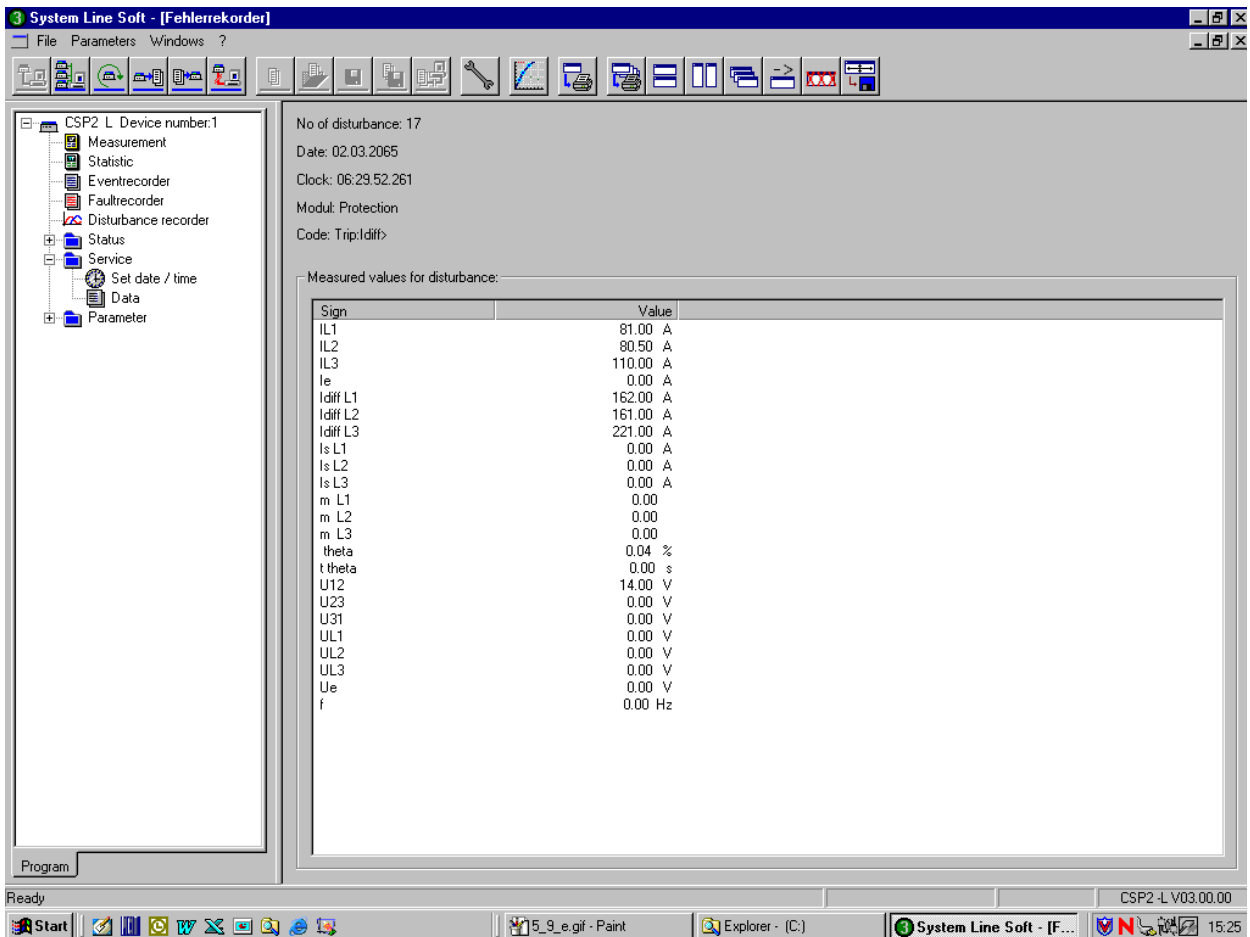 System Line Soft - [Fehlerrekorder]
File Parameters Windows ?
CSP2 L Device number:1
Measurement
Statistic
Eventrecorder
Faultrecorder
Disturbance recorder
Status
Service
Set date / time
Data
Parameter
Program
No of disturbance: 17
Date: 02.03.2065
Clock: 06:29.52.261
Modul: Protection
Code: Trip:Idiff>
Measured values for disturbance:
Sign Value
IL1 81.00 A
IL2 80.50 A
IL3 110.00 A
Ie 0.00 A
Idiff L1 162.00 A
Idiff L2 161.00 A
Idiff L3 221.00 A
Is L1 0.00 A
Is L2 0.00 A
Is L3 0.00 A
m L1 0.00
m L2 0.00
m L3 0.00
theta 0.04 %
t theta 0.00 s
U12 14.00 V
U23 0.00 V
U31 0.00 V
UL1 0.00 V
UL2 0.00 V
UL3 0.00 V
Ue 0.00 V
f 0.00 Hz
Ready
CSP2 -L V03.00.00
Start
15_9_e.gif - Paint
Explorer - (C:)
System Line Soft - [F...
15:25